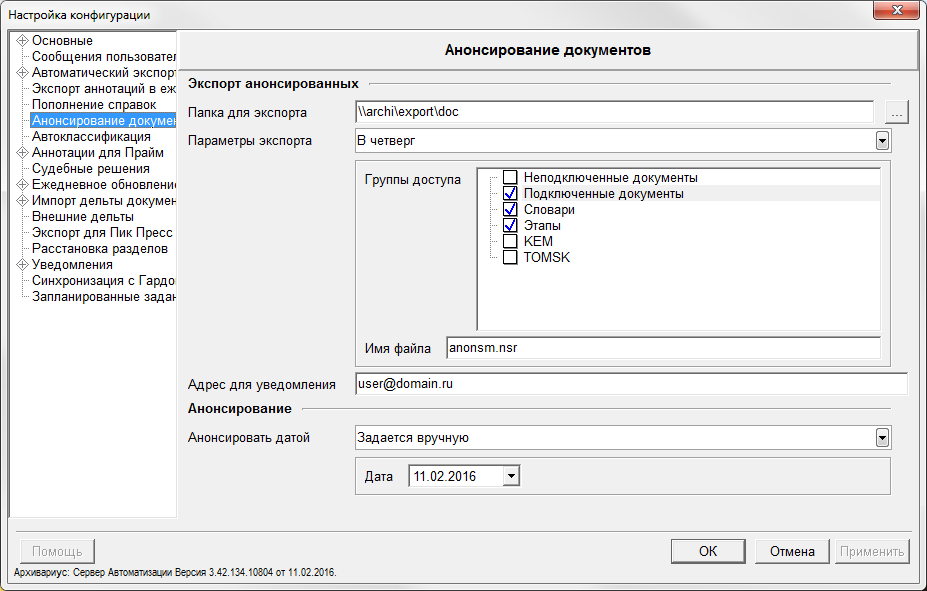 Настройка конфигурации
Основные
Сообщения пользовател
Автоматический экспорт
Экспорт аннотаций в еж
Пополнение справок
Анонсирование докумен
Автоклассификация
Аннотации для Прайм
Судебные решения
Ежедневное обновление
Импорт дельты докумен
Внешние дельты
Экспорт для Пик Пресс
Расстановка разделов
Уведомления
Синхронизация с Гардо
Запланированные задан
Анонсирование документов
Экспорт анонсированных
Папка для экспорта
\\archi\export\doc
...
Параметры экспорта
В четверг
Группы доступа
Неподключенные документы
Подключенные документы
Словари
Этапы
KEM
TOMSK
Имя файла
anonsm.nsr
Адрес для уведомления
user@domain.ru
Анонсирование
Анонсировать датой
Задается вручную
Дата
11.02.2016
Помощь
OK
Отмена
Применить
Архивариус: Сервер Автоматизации Версия 3.42.134.10804 от 11.02.2016.